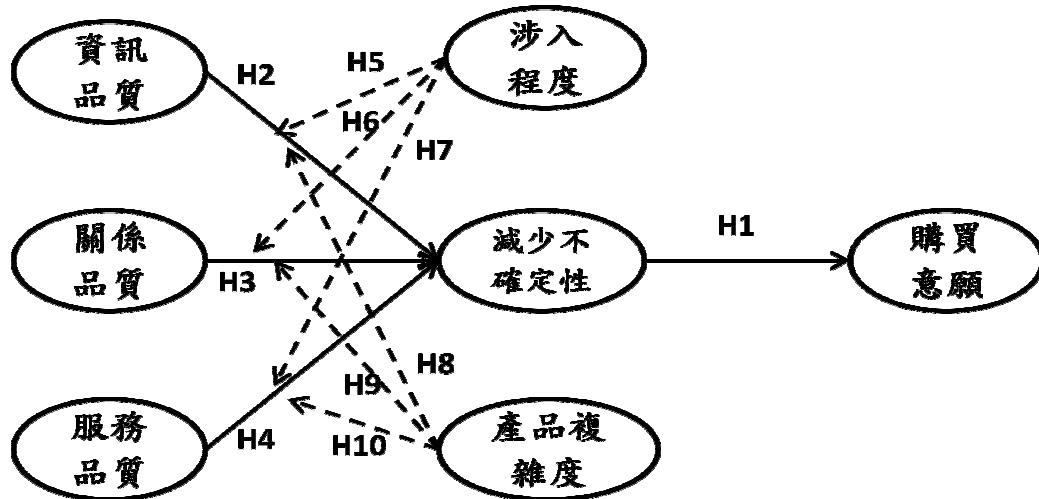 資訊
品質
H2
H5
涉入
程度
H6
H7
關係
品質
H3
減少不
確定性
H1
購買
意願
H8
H9
服務
品質
H4
H10
產品複
雜度